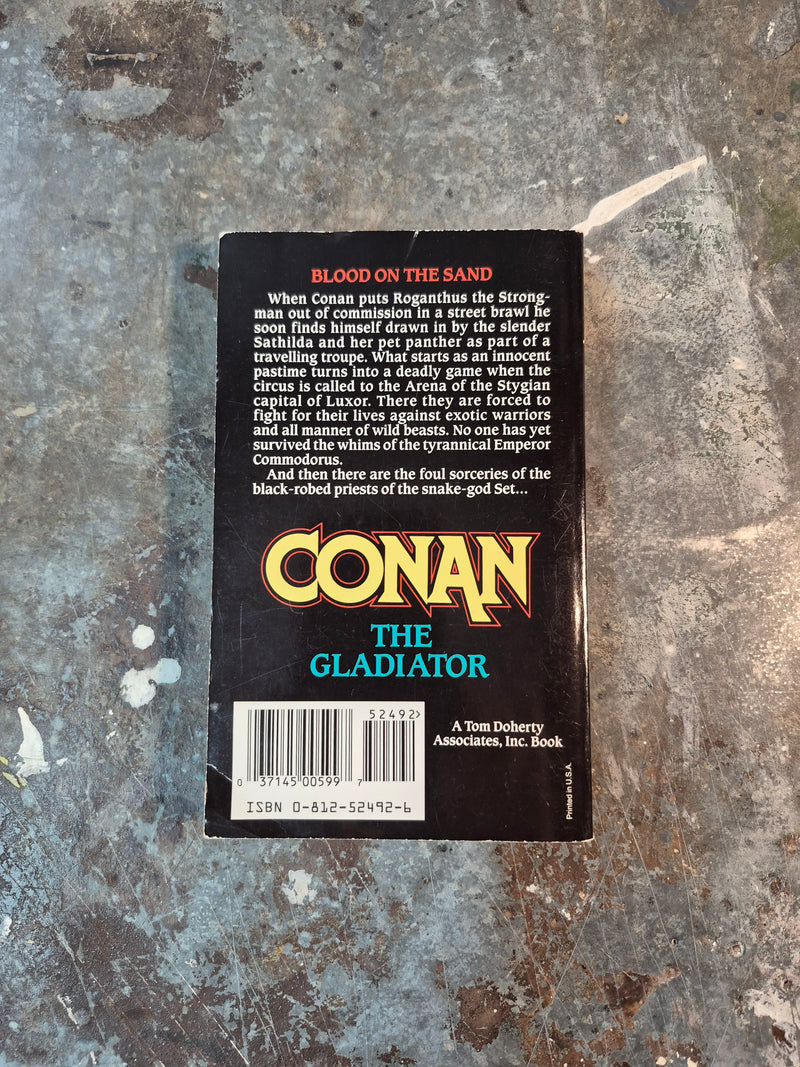 BLOOD ON THE SAND
When Conan puts Roganthus the Strong-
man out of commission in a street brawl he
soon finds himself drawn in by the slender
Sathilda and her pet panther as part of a
travelling troupe. What starts as an innocent
pastime turns into a deadly game when the
circus is called to the Arena of the Stygian
capital of Luxor. There they are forced to
fight for their lives against exotic warriors
and all manner of wild beasts. No one has yet
survived the whims of the tyrannical Emperor
Commodorus.
And then there are the foul sorceries of the
black-robed priests of the snake-god Set...
CONAN
THE
GLADIATOR
52492>
0 37145 00599 7
ISBN 0-812-52492-6
A Tom Doherty
Associates, Inc. Book
Printed in U.S.A.